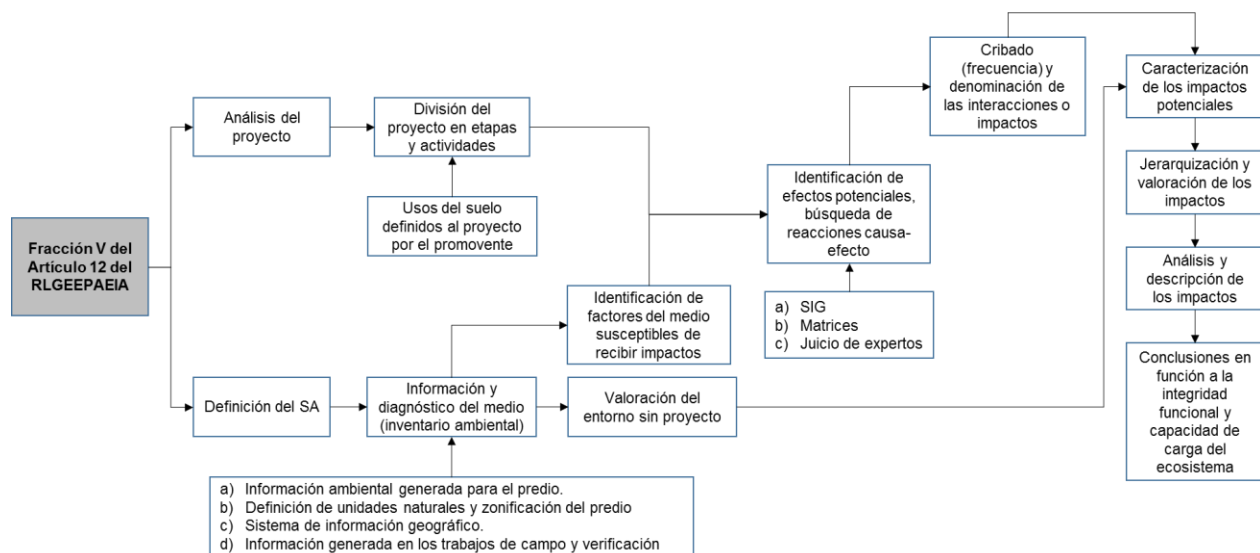 Fracción V del
Artículo 12 del
RLGEEPAEIA
Análisis del
proyecto
División del
proyecto en etapas
y actividades
Usos del suelo
definidos al proyecto
por el promovente
Definición del SA
Información y
diagnóstico del medio
(inventario ambiental)
a) Información ambiental generada para el predio.
b) Definición de unidades naturales y zonificación del predio
c) Sistema de información geográfico.
d) Información generada en los trabajos de campo y verificación
Identificación de
factores del medio
susceptibles de
recibir impactos
Valoración del
entorno sin proyecto
Identificación de
efectos potenciales,
búsqueda de
reacciones causa-
efecto
a) SIG
b) Matrices
c) Juicio de expertos
Cribado
(frecuencia) y
denominación de
las interacciones o
impactos
Caracterización
de los impactos
potenciales
Jerarquización y
valoración de los
impactos
Análisis y
descripción de
los impactos
Conclusiones en
función a la
integridad
funcional y
capacidad de
carga del
ecosistema